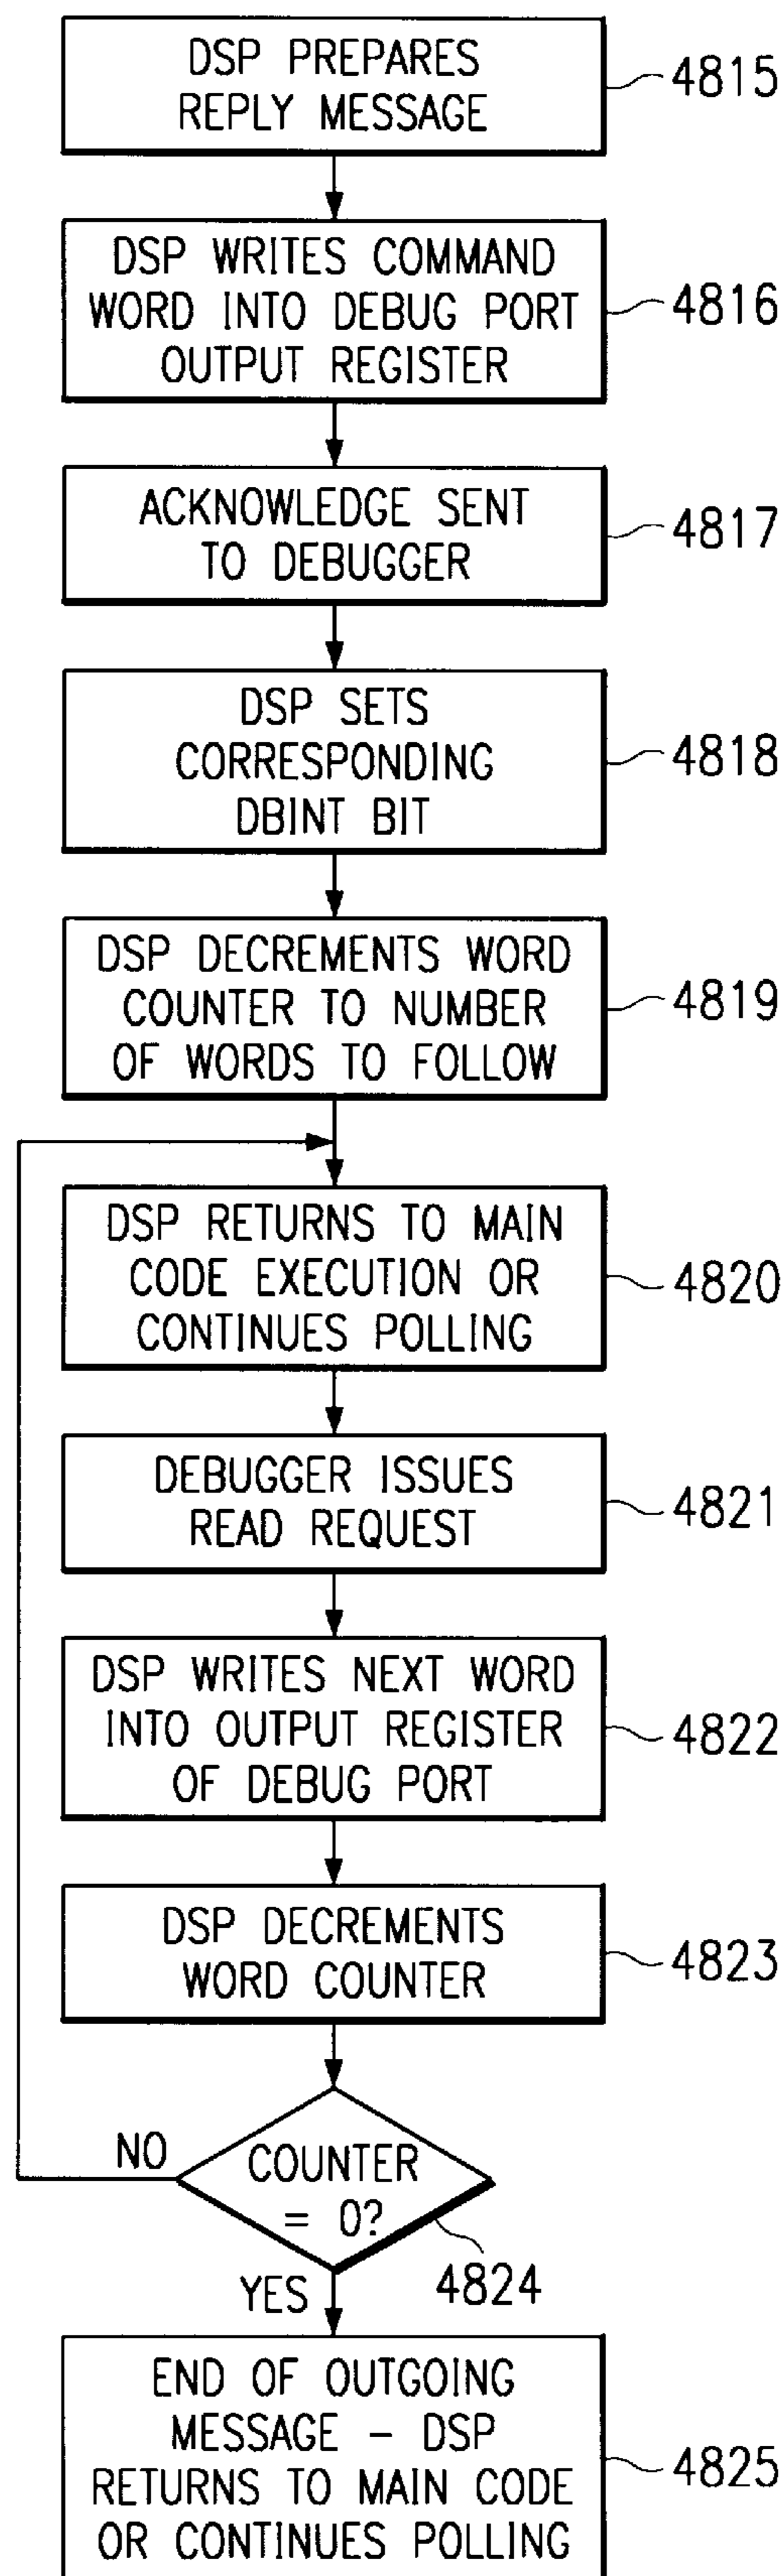 DSP PREPARES
REPLY MESSAGE
4815
DSP WRITES COMMAND
WORD INTO DEBUG PORT
OUTPUT REGISTER
4816
ACKNOWLEDGE SENT
TO DEBUGGER
4817
DSP SETS
CORRESPONDING
DBINT BIT
4818
DSP DECREMENTS WORD
COUNTER TO NUMBER
OF WORDS TO FOLLOW
4819
DSP RETURNS TO MAIN
CODE EXECUTION OR
CONTINUES POLLING
4820
DEBUGGER ISSUES
READ REQUEST
4821
DSP WRITES NEXT WORD
INTO OUTPUT REGISTER
OF DEBUG PORT
4822
DSP DECREMENTS
WORD COUNTER
4823
NO
COUNTER
= 0?
4824
YES
END OF OUTGOING
MESSAGE - DSP
RETURNS TO MAIN CODE
OR CONTINUES POLLING
4825